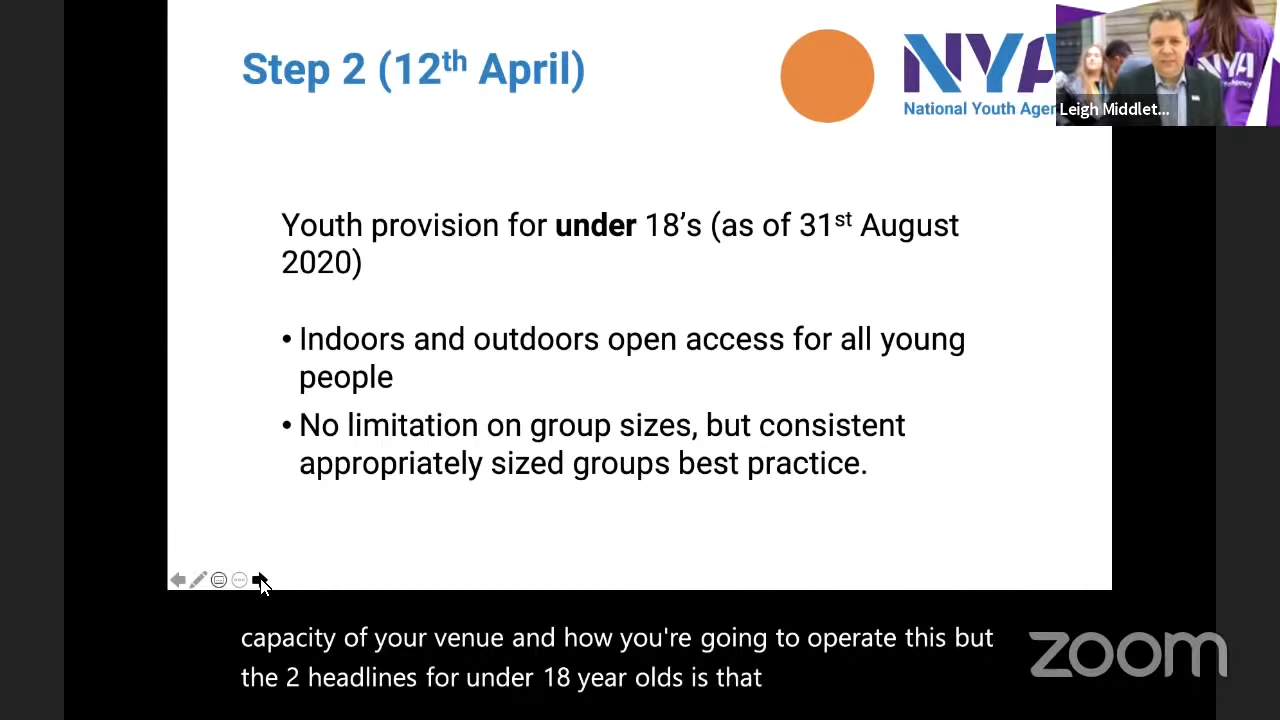 Step 2 (12th April)
NYA
National Youth Agen
NYA
Leigh Middlet...
Youth provision for under 18's (as of 31st August
2020)
• Indoors and outdoors open access for all young
people
• No limitation on group sizes, but consistent
appropriately sized groups best practice.
capacity of your venue and how you're going to operate this but
the 2 headlines for under 18 year olds is that
zoom